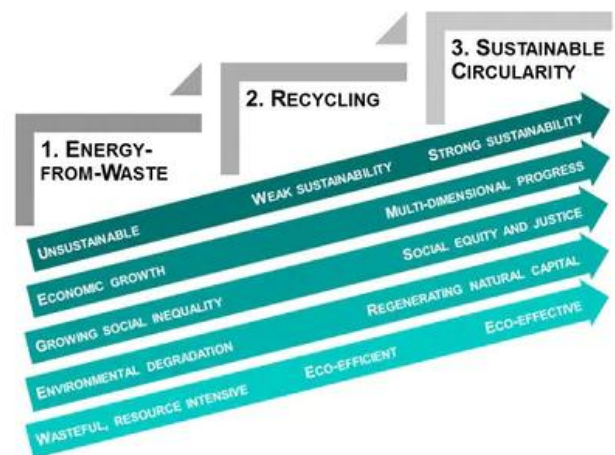 3. SUSTAINABLE
CIRCULARITY
2. RECYCLING
1. ENERGY-
FROM-WASTE
UNSUSTAINABLE WEAK SUSTAINABILITY STRONG SUSTAINABILITY
ECONOMIC GROWTH MULTI-DIMENSIONAL PROGRESS
GROWING SOCIAL INEQUALITY SOCIAL EQUITY AND JUSTICE
ENVIRONMENTAL DEGRADATION REGENERATING NATURAL CAPITAL
WASTEFUL, RESOURCE INTENSIVE ECO-EFFICIENT ECO-EFFECTIVE